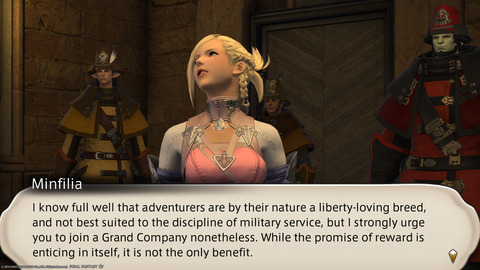 Minfilia
I know full well that adventurers are by their nature a liberty-loving breed,
and not best suited to the discipline of military service, but I strongly urge
you to join a Grand Company nonetheless. While the promise of reward is
enticing in itself, it is not the only benefit.